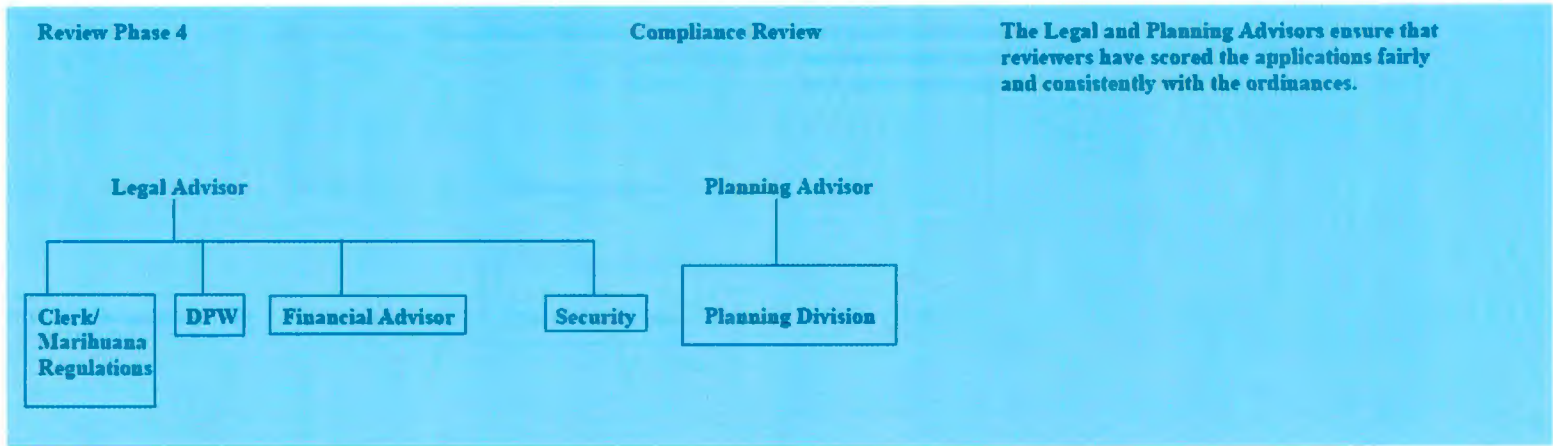 Review Phase 4
Compliance Review
The Legal and Planning Advisors ensure that
reviewers have scored the applications fairly
and consistently with the ordinances.
Legal Advisor
Planning Advisor
Clerk/
Marihuana
Regulations
DPW
Financial Advisor
Security
Planning Division